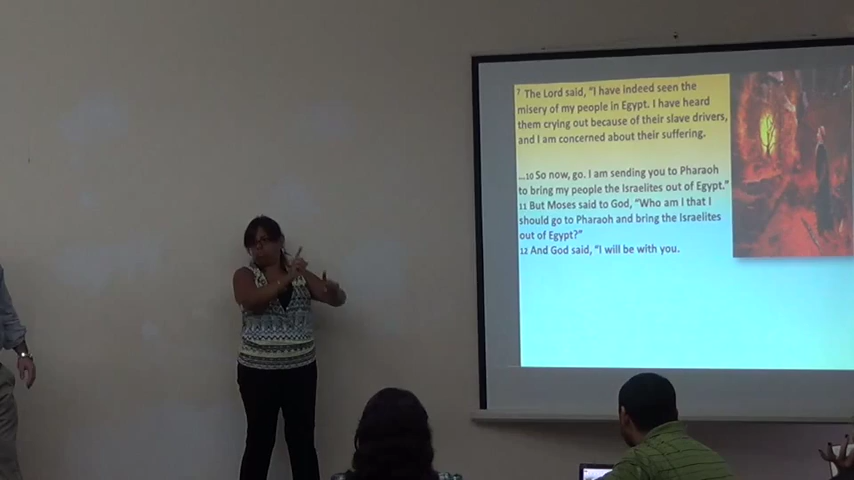 7 The Lord said, "I have indeed seen the
misery of my people in Egypt. I have heard
them crying out because of their slave drivers,
and I am concerned about their suffering.
...10 So now, go. I am sending you to Pharaoh
to bring my people the Israelites out of Egypt."
11 But Moses said to God, "Who am I that I
should go to Pharaoh and bring the Israelites
out of Egypt?"
12 And God said, "I will be with you.